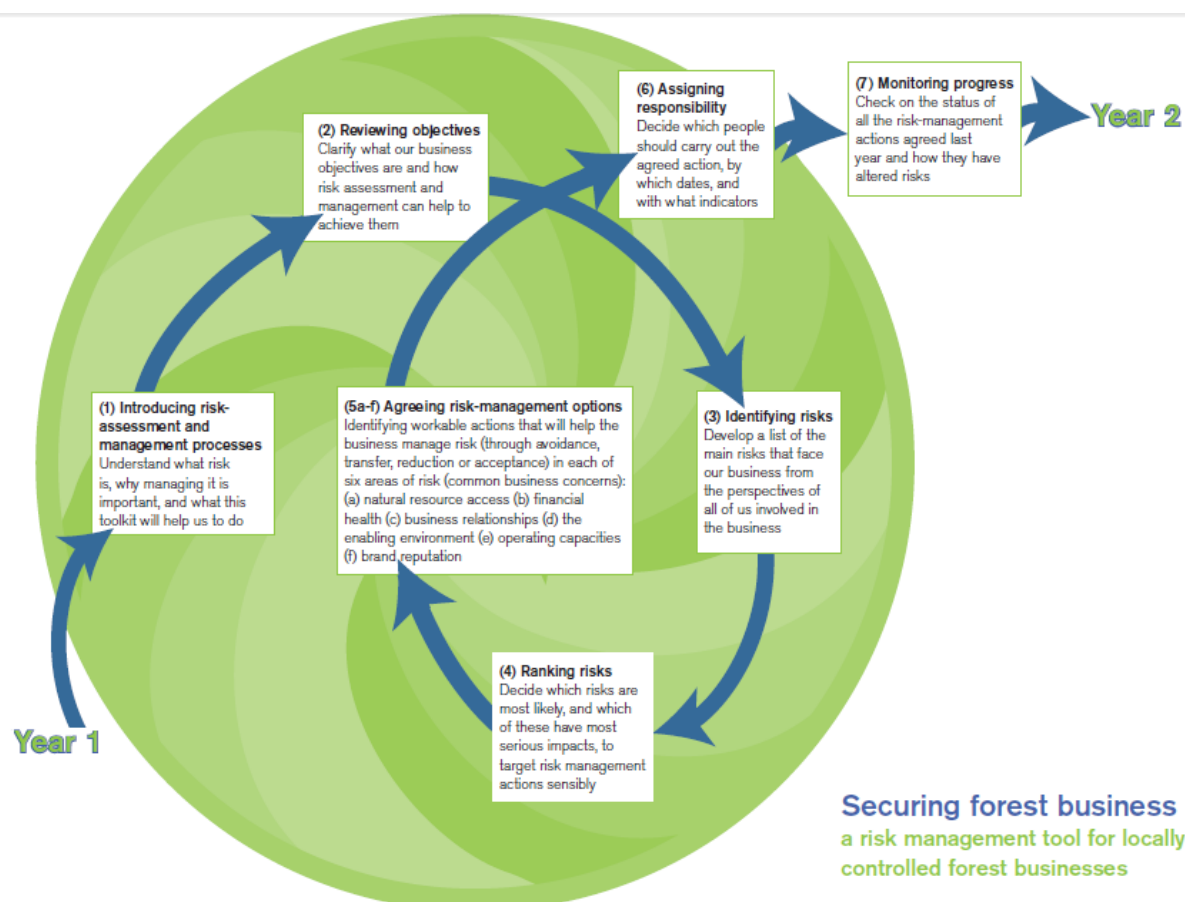 (1) Introducing risk-
assessment and
management processes
Understand what risk
is, why managing it is
important, and what this
toolkit will help us to do
(2) Reviewing objectives
Clarify what our business
objectives are and how
risk assessment and
management can help to
achieve them
(3) Identifying risks
Develop a list of the
main risks that face
our business from
the perspectives of
all of us involved in
the business
(4) Ranking risks
Decide which risks are
most likely, and which
of these have most
serious impacts, to
target risk management
actions sensibly
(5a-f) Agreeing risk-management options
Identifying workable actions that will help the
business manage risk (through avoidance,
transfer, reduction or acceptance) in each of
six areas of risk (common business concerns):
(a) natural resource access (b) financial
health (c) business relationships (d) the
enabling environment (e) operating capacities
(f) brand reputation
(6) Assigning
responsibility
Decide which people
should carry out the
agreed action, by
which dates, and
with what indicators
(7) Monitoring progress
Check on the status of
all the risk-management
actions agreed last
year and how they have
altered risks
Year 1
Year 2
Securing forest business
a risk management tool for locally
controlled forest businesses